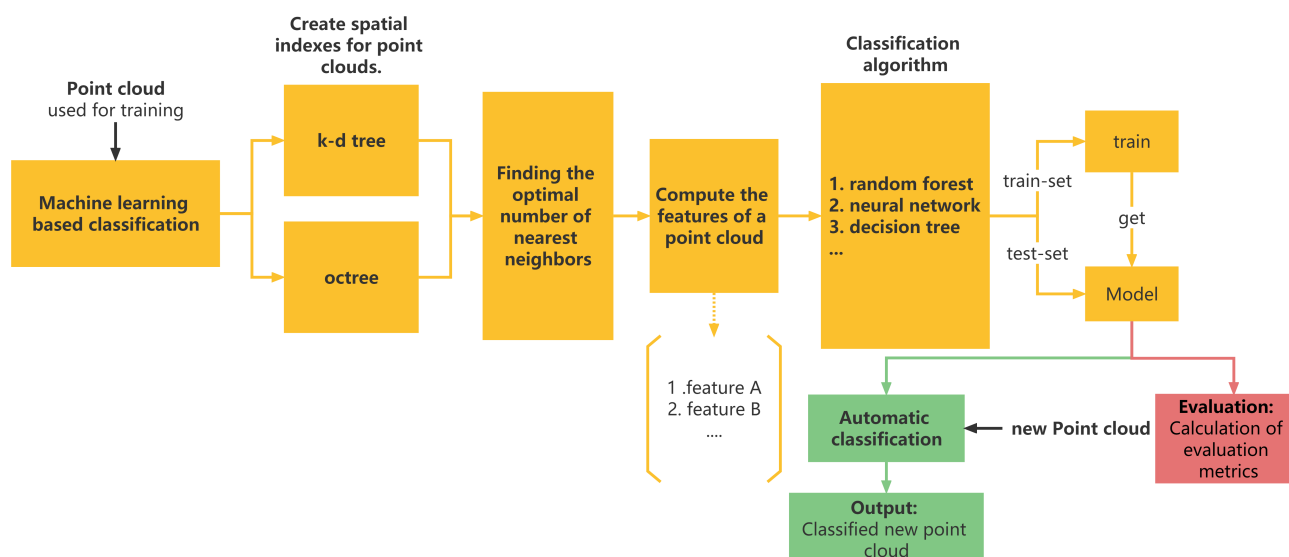 Point cloud
used for training
Machine learning
based classification
Create spatial
indexes for point
clouds.
k-d tree
octree
Finding the
optimal
number of
nearest
neighbors
Compute the
features of a
point cloud
1 .feature A
2. feature B
....
Classification
algorithm
1. random forest
2. neural network
3. decision tree
...
train-set
test-set
train
get
Model
Automatic
classification
new Point cloud
Evaluation:
Calculation of
evaluation
metrics
Output:
Classified new point
cloud